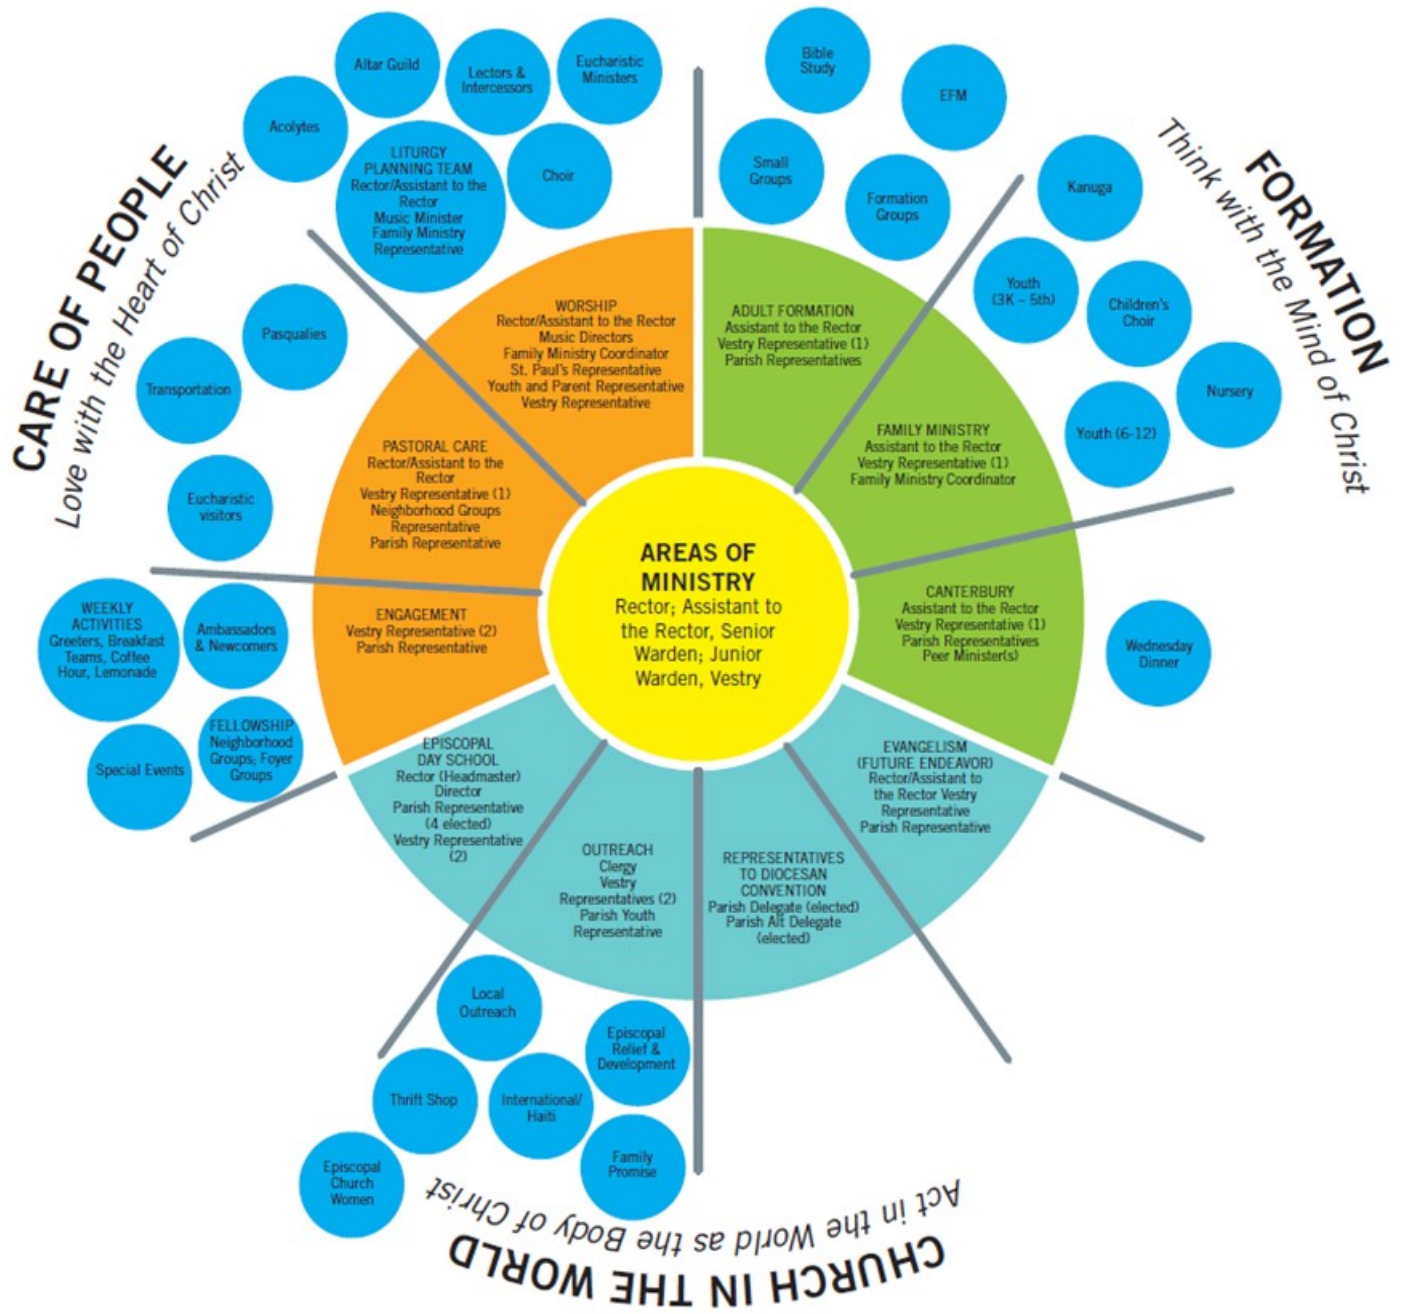 CARE OF PEOPLE
Love with the Heart of Christ
FORMATION
Think with the Mind of Christ
CHURCH IN THE WORLD
Act in the World as the Body of Christ
AREAS OF
MINISTRY
Rector; Assistant to
the Rector, Senior
Warden; Junior
Warden, Vestry
WORSHIP
Rector/Assistant to the Rector
Music Directors
Family Ministry Coordinator
St. Paul's Representative
Youth and Parent Representative
Vestry Representative
Acolytes
Altar Guild
Lectors &
Intercessors
Eucharistic
Ministers
LITURGY
PLANNING TEAM
Rector/Assistant to the
Rector
Music Minister
Family Ministry
Representative
Choir
ADULT FORMATION
Assistant to the Rector
Vestry Representative (1)
Parish Representatives
Bible
Study
EFM
Small
Groups
Formation
Groups
FAMILY MINISTRY
Assistant to the Rector
Vestry Representative (1)
Family Ministry Coordinator
Kanuga
Youth
(3K – 5th)
Children's
Choir
Nursery
Youth (6-12)
CANTERBURY
Assistant to the Rector
Vestry Representative (1)
Parish Representatives
Peer Minister(s)
Wednesday
Dinner
EVANGELISM
(FUTURE ENDEAVOR)
Rector/Assistant to
the Rector Vestry
Representative
Parish Representative
REPRESENTATIVES
TO DIOCESAN
CONVENTION
Parish Delegate (elected)
Parish Alt Delegate
(elected)
OUTREACH
Clergy
Vestry
Representatives (2)
Parish Youth
Representative
Local
Outreach
Episcopal
Relief &
Development
Thrift Shop
International/
Haiti
Family
Promise
Episcopal
Church
Women
EPISCOPAL
DAY SCHOOL
Rector (Headmaster)
Director
Parish Representative
(4 elected)
Vestry Representative
(2)
ENGAGEMENT
Vestry Representative (2)
Parish Representative
WEEKLY
ACTIVITIES
Greeters, Breakfast
Teams, Coffee
Hour, Lemonade
Ambassadors
& Newcomers
FELLOWSHIP
Neighborhood
Groups; Foyer
Groups
Special Events
PASTORAL CARE
Rector/Assistant to the
Rector
Vestry Representative (1)
Neighborhood Groups
Representative
Parish Representative
Pasqualies
Transportation
Eucharistic
visitors